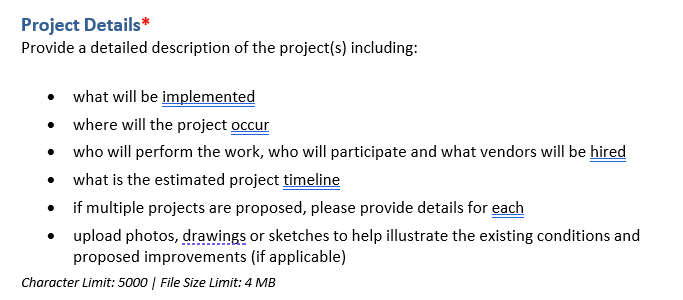 Project Details*
Provide a detailed description of the project(s) including:
• what will be implemented
• where will the project occur
• who will perform the work, who will participate and what vendors will be hired
• what is the estimated project timeline
• if multiple projects are proposed, please provide details for each
• upload photos, drawings or sketches to help illustrate the existing conditions and
proposed improvements (if applicable)
Character Limit: 5000 | File Size Limit: 4 MB